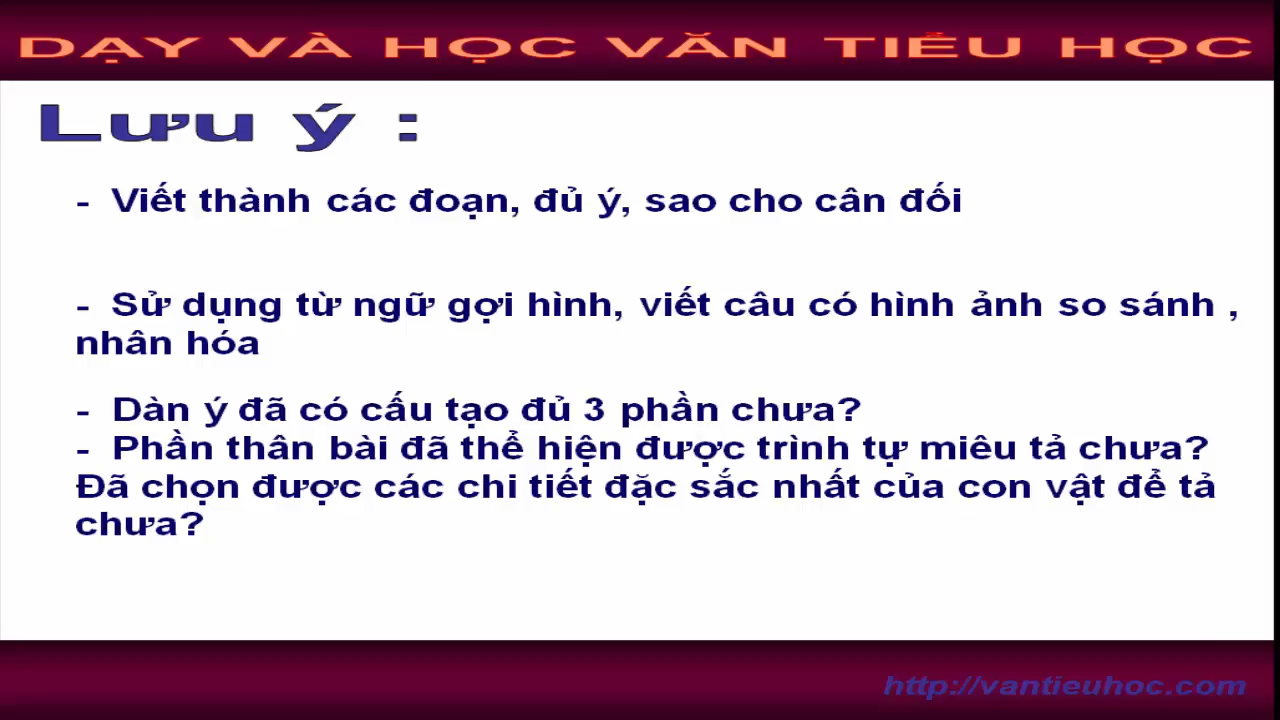 DẠY VÀ HỌC VĂN TIỂU HỌC
Lưu ý :
- Viết thành các đoạn, đủ ý, sao cho cân đối
- Sử dụng từ ngữ gợi hình, viết câu có hình ảnh so sánh ,
nhân hóa
- Dàn ý đã có cấu tạo đủ 3 phần chưa?
- Phần thân bài đã thể hiện được trình tự miêu tả chưa?
Đã chọn được các chi tiết đặc sắc nhất của con vật để tả
chưa?
http://vantieuhoc.com